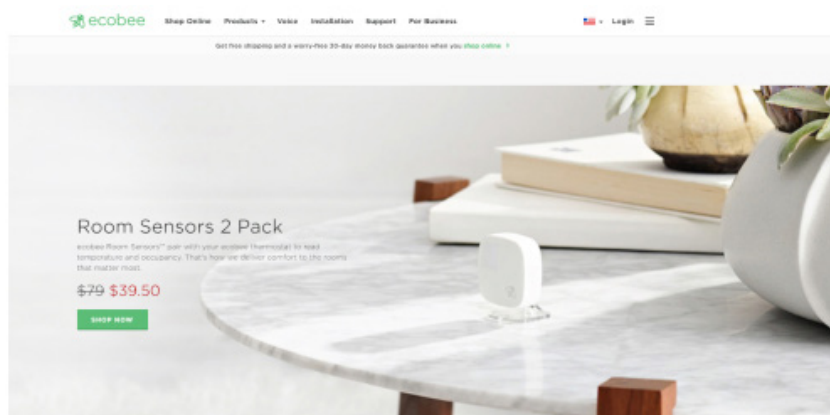 ecobee Shop Online Products Voice Installation Support For Business Login
Get free shipping and a worry-free 30-day money back guarantee when you shop online
Room Sensors 2 Pack
ecobee Room Sensors™ pair with your ecobee thermostat to read
temperature and occupancy. That's how we deliver comfort to the rooms
that matter most.
$79 $39.50
SHOP NOW